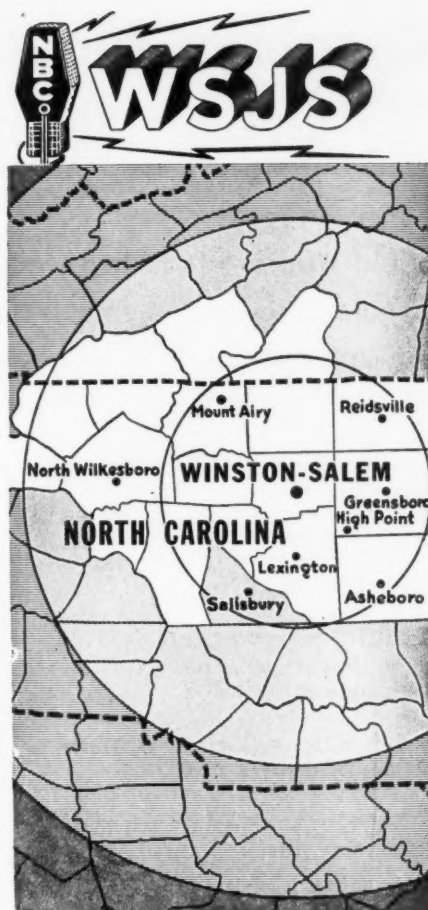 NBC
WSJS
Mount Airy
Reidsville
North Wilkesboro
WINSTON-SALEM
Greensboro
High Point
NORTH CAROLINA
Lexington
Salisbury
Asheboro